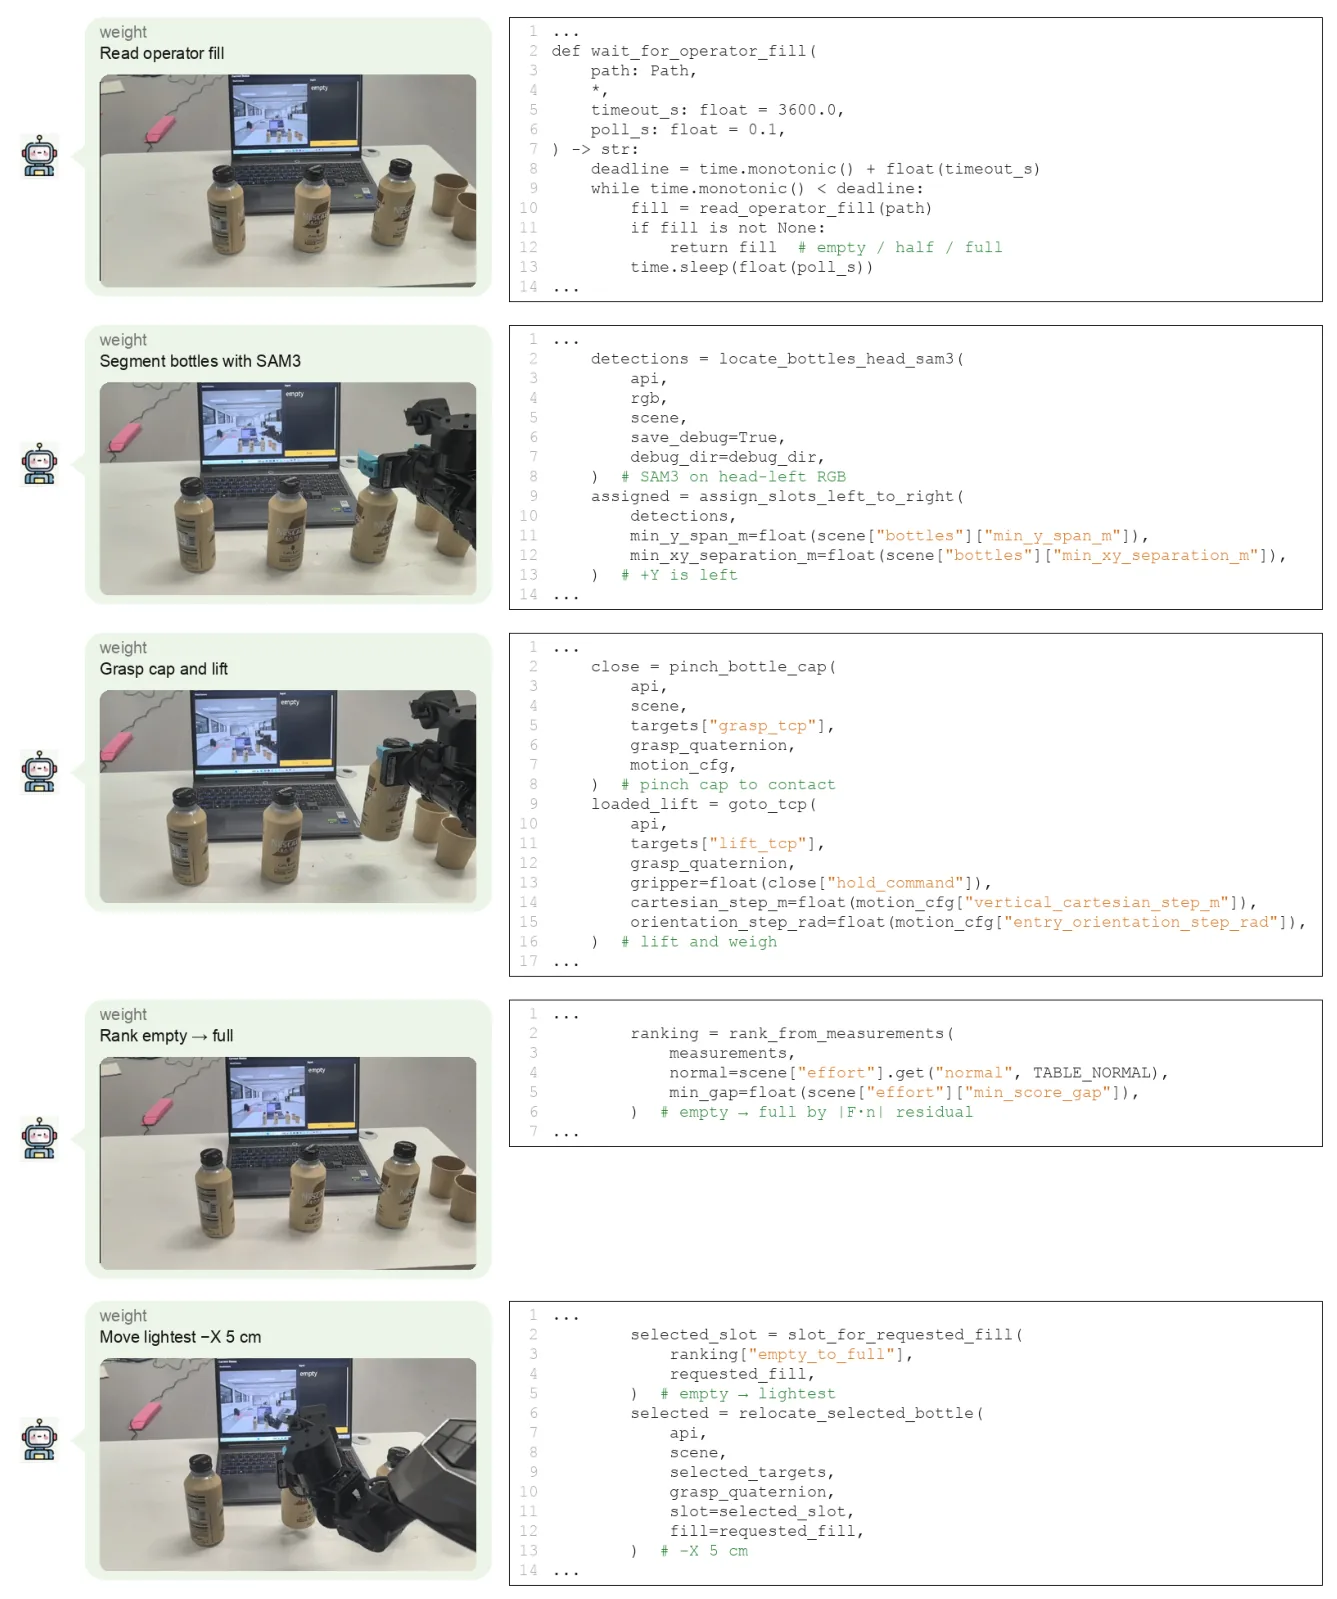 weight
Read operator fill
empty
1 ...
2 def wait_for_operator_fill(
3     path: Path,
4     *,
5     timeout_s: float = 3600.0,
6     poll_s: float = 0.1,
7 ) -> str:
8     deadline = time.monotonic() + float(timeout_s)
9     while time.monotonic() < deadline:
10         fill = read_operator_fill(path)
11         if fill is not None:
12             return fill  # empty / half / full
13         time.sleep(float(poll_s))
14 ...
weight
Segment bottles with SAM3
empty
1 ...
2     detections = locate_bottles_head_sam3(
3         api,
4         rgb,
5         scene,
6         save_debug=True,
7         debug_dir=debug_dir,
8     )  # SAM3 on head-left RGB
9     assigned = assign_slots_left_to_right(
10         detections,
11         min_y_span_m=float(scene["bottles"]["min_y_span_m"]),
12         min_xy_separation_m=float(scene["bottles"]["min_xy_separation_m"]),
13     )  # +Y is left
14 ...
weight
Grasp cap and lift
empty
1 ...
2     close = pinch_bottle_cap(
3         api,
4         scene,
5         targets["grasp_tcp"],
6         grasp_quaternion,
7         motion_cfg,
8     )  # pinch cap to contact
9     loaded_lift = goto_tcp(
10         api,
11         targets["lift_tcp"],
12         grasp_quaternion,
13         gripper=float(close["hold_command"]),
14         cartesian_step_m=float(motion_cfg["vertical_cartesian_step_m"]),
15         orientation_step_rad=float(motion_cfg["entry_orientation_step_rad"]),
16     )  # lift and weigh
17 ...
weight
Rank empty → full
empty
1 ...
2         ranking = rank_from_measurements(
3             measurements,
4             normal=scene["effort"].get("normal", TABLE_NORMAL),
5             min_gap=float(scene["effort"]["min_score_gap"]),
6         )  # empty → full by |F·n| residual
7 ...
weight
Move lightest −X 5 cm
empty
1 ...
2         selected_slot = slot_for_requested_fill(
3             ranking["empty_to_full"],
4             requested_fill,
5         )  # empty → lightest
6         selected = relocate_selected_bottle(
7             api,
8             scene,
9             selected_targets,
10             grasp_quaternion,
11             slot=selected_slot,
12             fill=requested_fill,
13         )  # -X 5 cm
14 ...